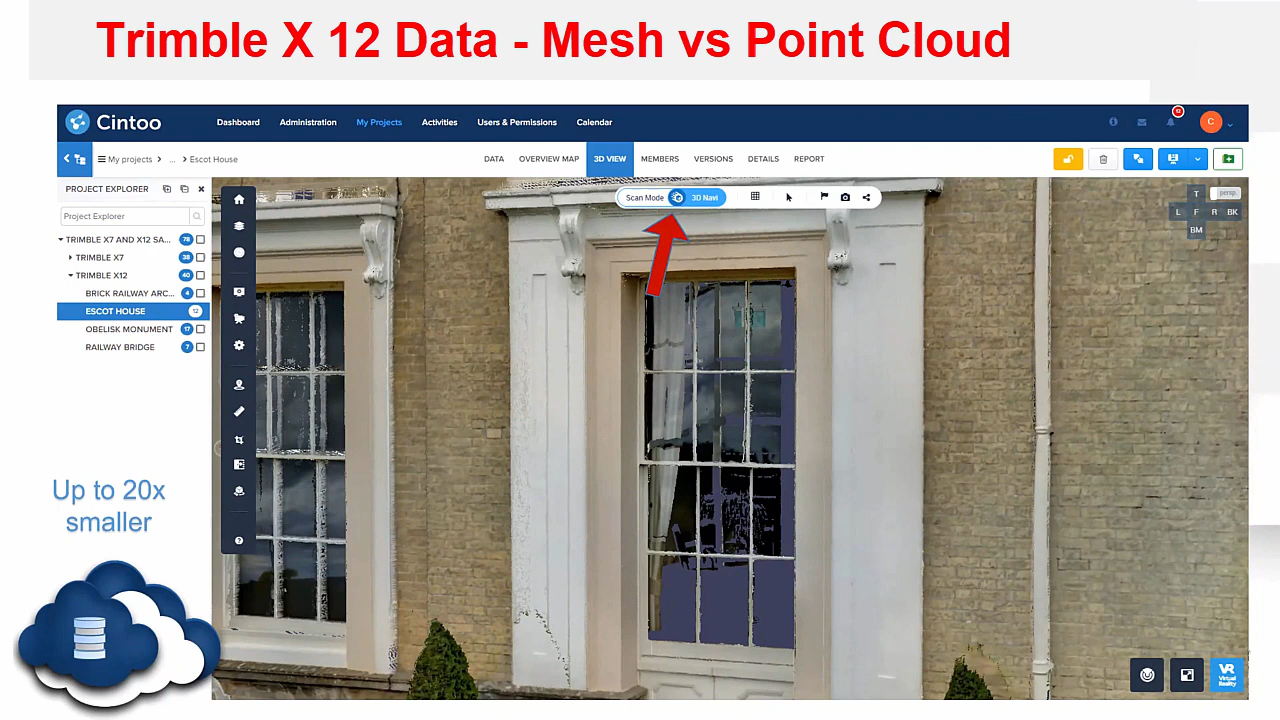 Trimble X 12 Data - Mesh vs Point Cloud
Cintoo
Dashboard Administration My Projects Activities Users & Permissions Calendar
12
C
My projects > ... > Escot House
DATA OVERVIEW MAP 3D VIEW MEMBERS VERSIONS DETAILS REPORT
PROJECT EXPLORER
Scan Mode 3D Navi
T persp.
L F R BK
BM
Project Explorer
TRIMBLE X7 AND X12 SA... 78
TRIMBLE X7 38
TRIMBLE X12 40
BRICK RAILWAY ARC... 4
ESCOT HOUSE 12
OBELISK MONUMENT 17
RAILWAY BRIDGE 7
Up to 20x
smaller
VR
Virtual
Reality